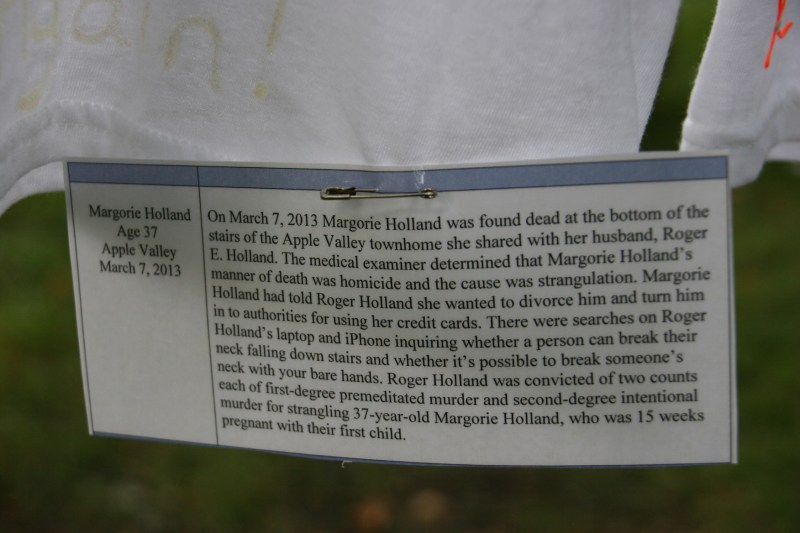 again!
Margorie Holland
Age 37
Apple Valley
March 7, 2013
On March 7, 2013 Margorie Holland was found dead at the bottom of the
stairs of the Apple Valley townhome she shared with her husband, Roger
E. Holland. The medical examiner determined that Margorie Holland's
manner of death was homicide and the cause was strangulation. Margorie
Holland had told Roger Holland she wanted to divorce him and turn him
in to authorities for using her credit cards. There were searches on Roger
Holland's laptop and iPhone inquiring whether a person can break their
neck falling down stairs and whether it's possible to break someone's
neck with your bare hands. Roger Holland was convicted of two counts
each of first-degree premeditated murder and second-degree intentional
murder for strangling 37-year-old Margorie Holland, who was 15 weeks
pregnant with their first child.